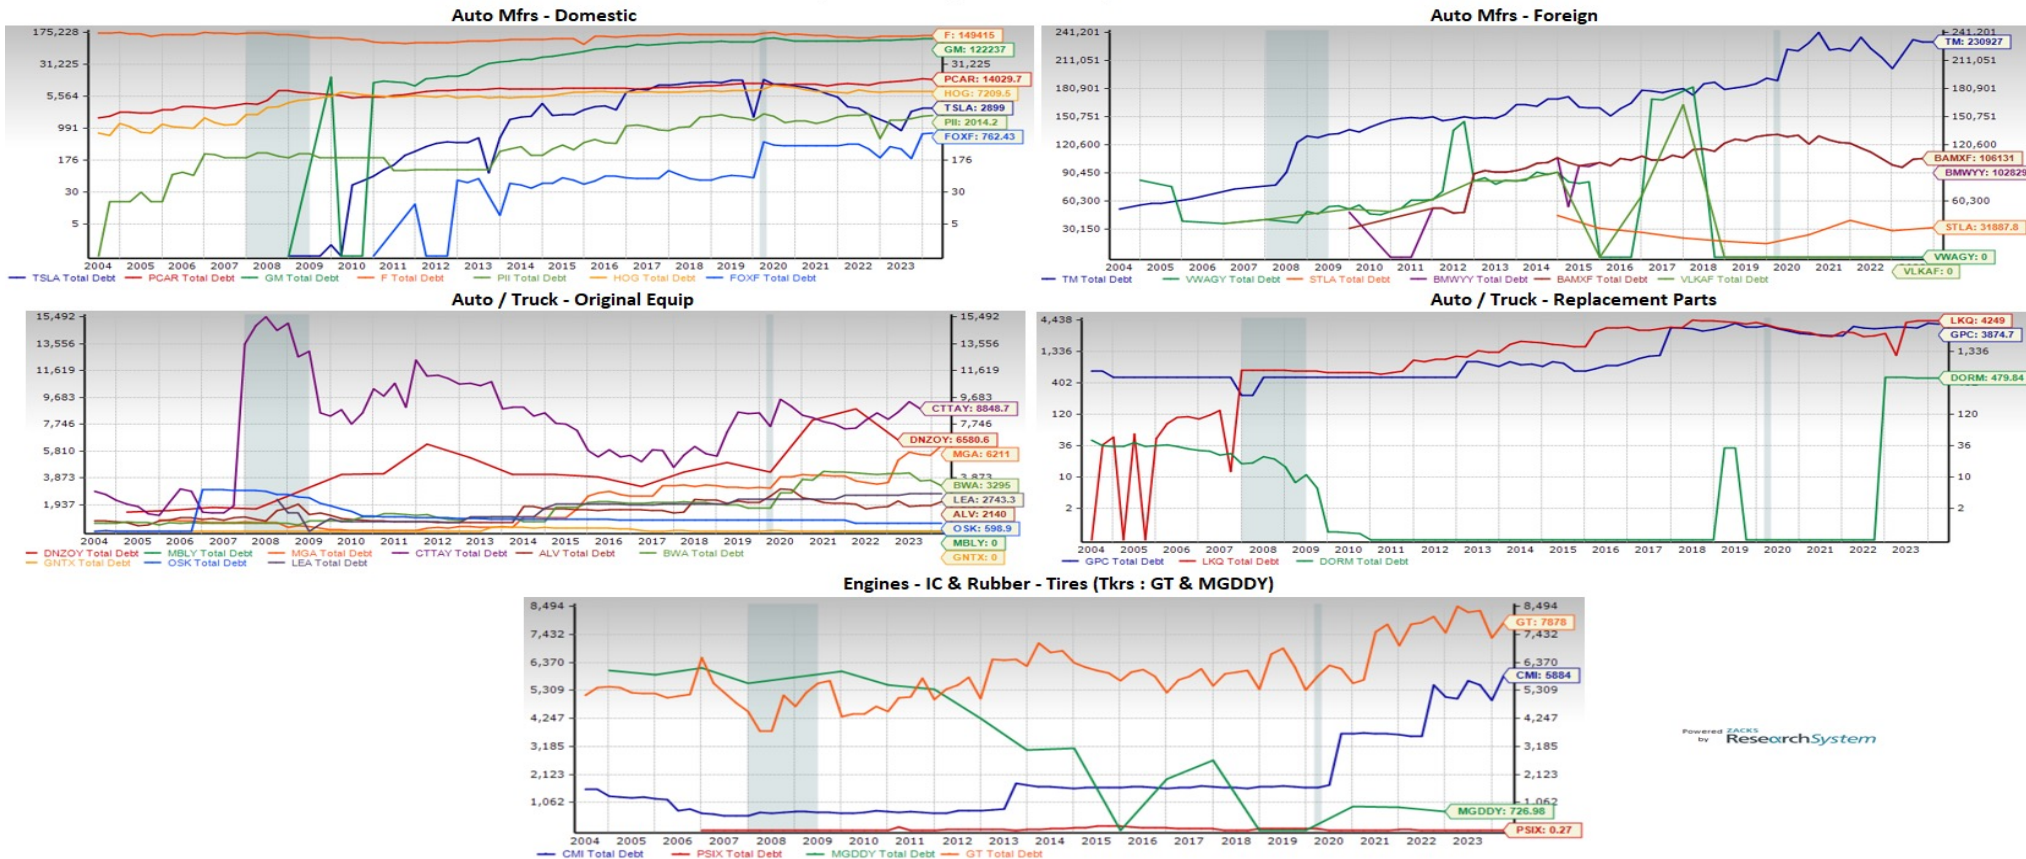 Auto Mfrs - Domestic
175,228
31,225
5,564
991
176
30
5
31,225
176
30
5
F: 149415
GM: 122237
PCAR: 14029.7
HOG: 7209.5
TSLA: 2899
PII: 2014.2
FOXF: 762.43
2004 2005 2006 2007 2008 2009 2010 2011 2012 2013 2014 2015 2016 2017 2018 2019 2020 2021 2022 2023
TSLA Total Debt PCAR Total Debt GM Total Debt F Total Debt PII Total Debt HOG Total Debt FOXF Total Debt
Auto Mfrs - Foreign
241,201
211,051
180,901
150,751
120,600
90,450
60,300
30,150
241,201
211,051
180,901
150,751
120,600
60,300
TM: 230927
BAMXF: 106131
BMWYY: 102829
STLA: 31887.8
VWAGY: 0
VLKAF: 0
2004 2005 2006 2007 2008 2009 2010 2011 2012 2013 2014 2015 2016 2017 2018 2019 2020 2021 2022
TM Total Debt VWAGY Total Debt STLA Total Debt BMWYY Total Debt BAMXF Total Debt VLKAF Total Debt
Auto / Truck - Original Equip
15,492
13,556
11,619
9,683
7,746
5,810
3,873
1,937
15,492
13,556
11,619
9,683
7,746
3,873
CTTAY: 8848.7
DNZOY: 6580.6
MGA: 6211
BWA: 3295
LEA: 2743.3
ALV: 2140
OSK: 598.9
MBLY: 0
GNTX: 0
2004 2005 2006 2007 2008 2009 2010 2011 2012 2013 2014 2015 2016 2017 2018 2019 2020 2021 2022 2023
DNZOY Total Debt MBLY Total Debt MGA Total Debt CTTAY Total Debt ALV Total Debt BWA Total Debt
GNTX Total Debt OSK Total Debt LEA Total Debt
Auto / Truck - Replacement Parts
4,438
1,336
402
120
36
10
2
1,336
120
36
10
2
LKQ: 4249
GPC: 3874.7
DORM: 479.84
2004 2005 2006 2007 2008 2009 2010 2011 2012 2013 2014 2015 2016 2017 2018 2019 2020 2021 2022 2023
GPC Total Debt LKQ Total Debt DORM Total Debt
Engines - IC & Rubber - Tires (Tkrs : GT & MGDDY)
8,494
7,432
6,370
5,309
4,247
3,185
2,123
1,062
8,494
7,432
6,370
5,309
4,247
3,185
2,123
1,062
GT: 7878
CMI: 5884
MGDDY: 726.98
PSIX: 0.27
2004 2005 2006 2007 2008 2009 2010 2011 2012 2013 2014 2015 2016 2017 2018 2019 2020 2021 2022 2023
CMI Total Debt PSIX Total Debt MGDDY Total Debt GT Total Debt
Powered by ZACKS ResearchSystem